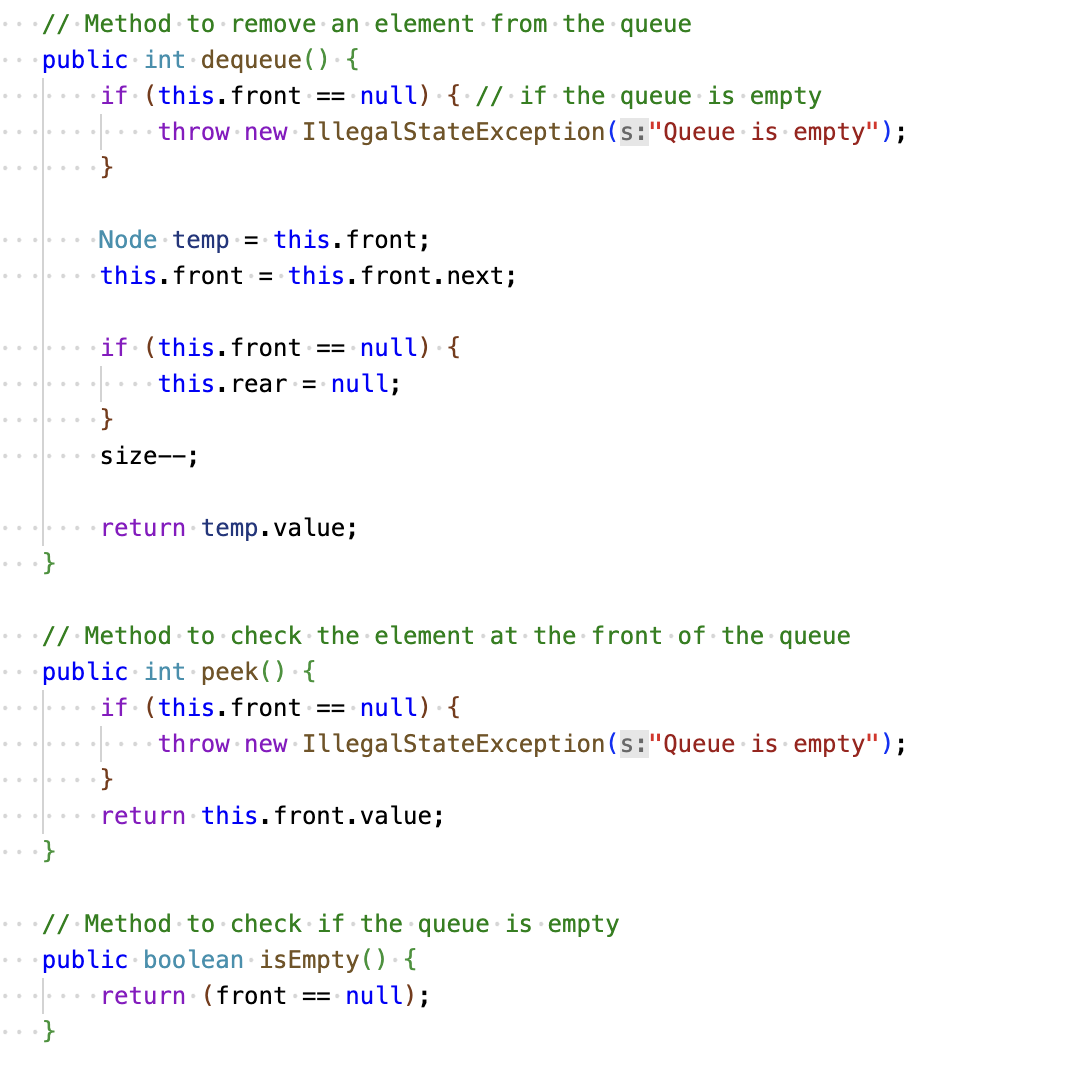 // Method to remove an element from the queue
public int dequeue() {
if (this.front == null) { // if the queue is empty
throw new IllegalStateException(s:"Queue is empty");
}
Node temp = this.front;
this.front = this.front.next;
if (this.front == null) {
this.rear = null;
}
size--;
return temp.value;
}
// Method to check the element at the front of the queue
public int peek() {
if (this.front == null) {
throw new IllegalStateException(s:"Queue is empty");
}
return this.front.value;
}
// Method to check if the queue is empty
public boolean isEmpty() {
return (front == null);
}